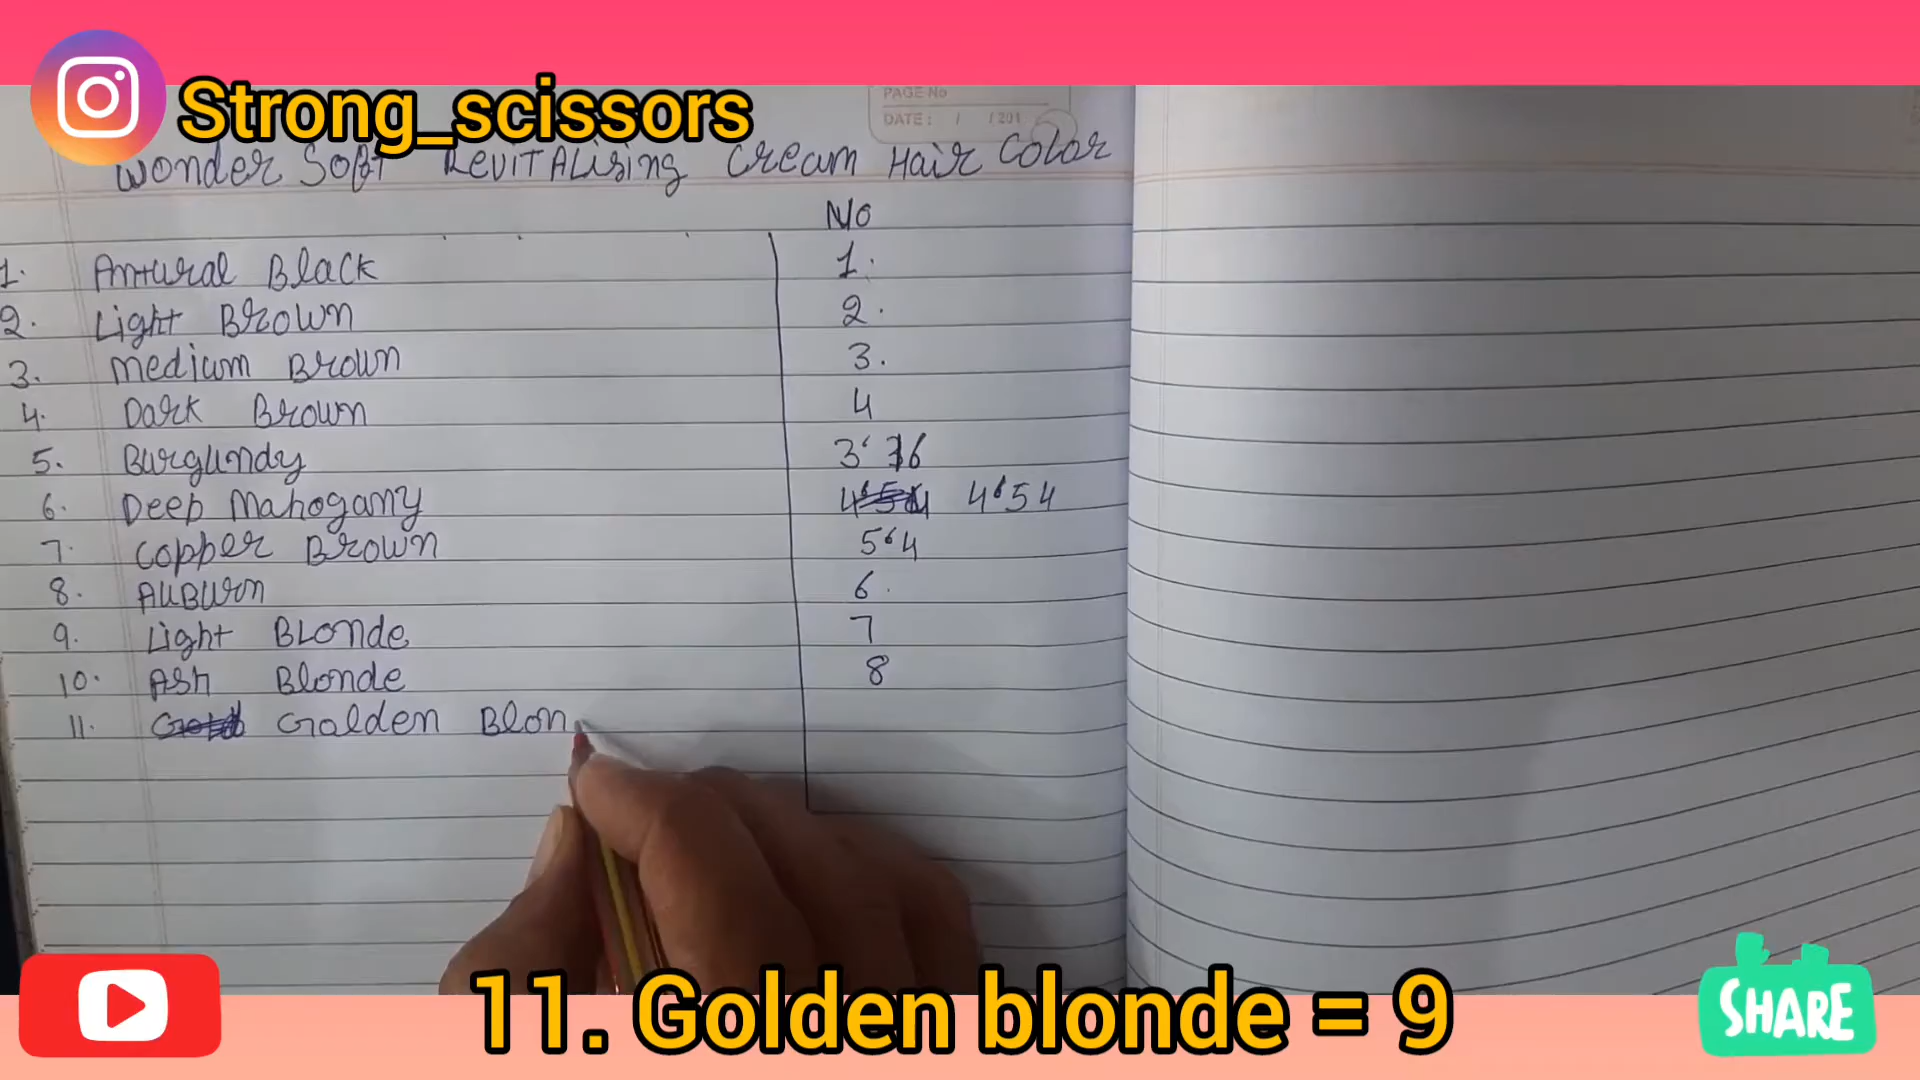 Strong_scissors
PAGE No
DATE : / / 201
Wonder Soft Revitalising Cream Hair Color
No
1. Antural Black 1.
2. Light Brown 2.
3. Medium Brown 3.
4. Dark Brown 4
5. Burgundy 3'16
6. Deep Mahogany 4'54
7. Copper Brown 5'4
8. Auburn 6.
9. Light Blonde 7
10. Ash Blonde 8
11. Galden Blon
11. Golden blonde = 9
SHARE